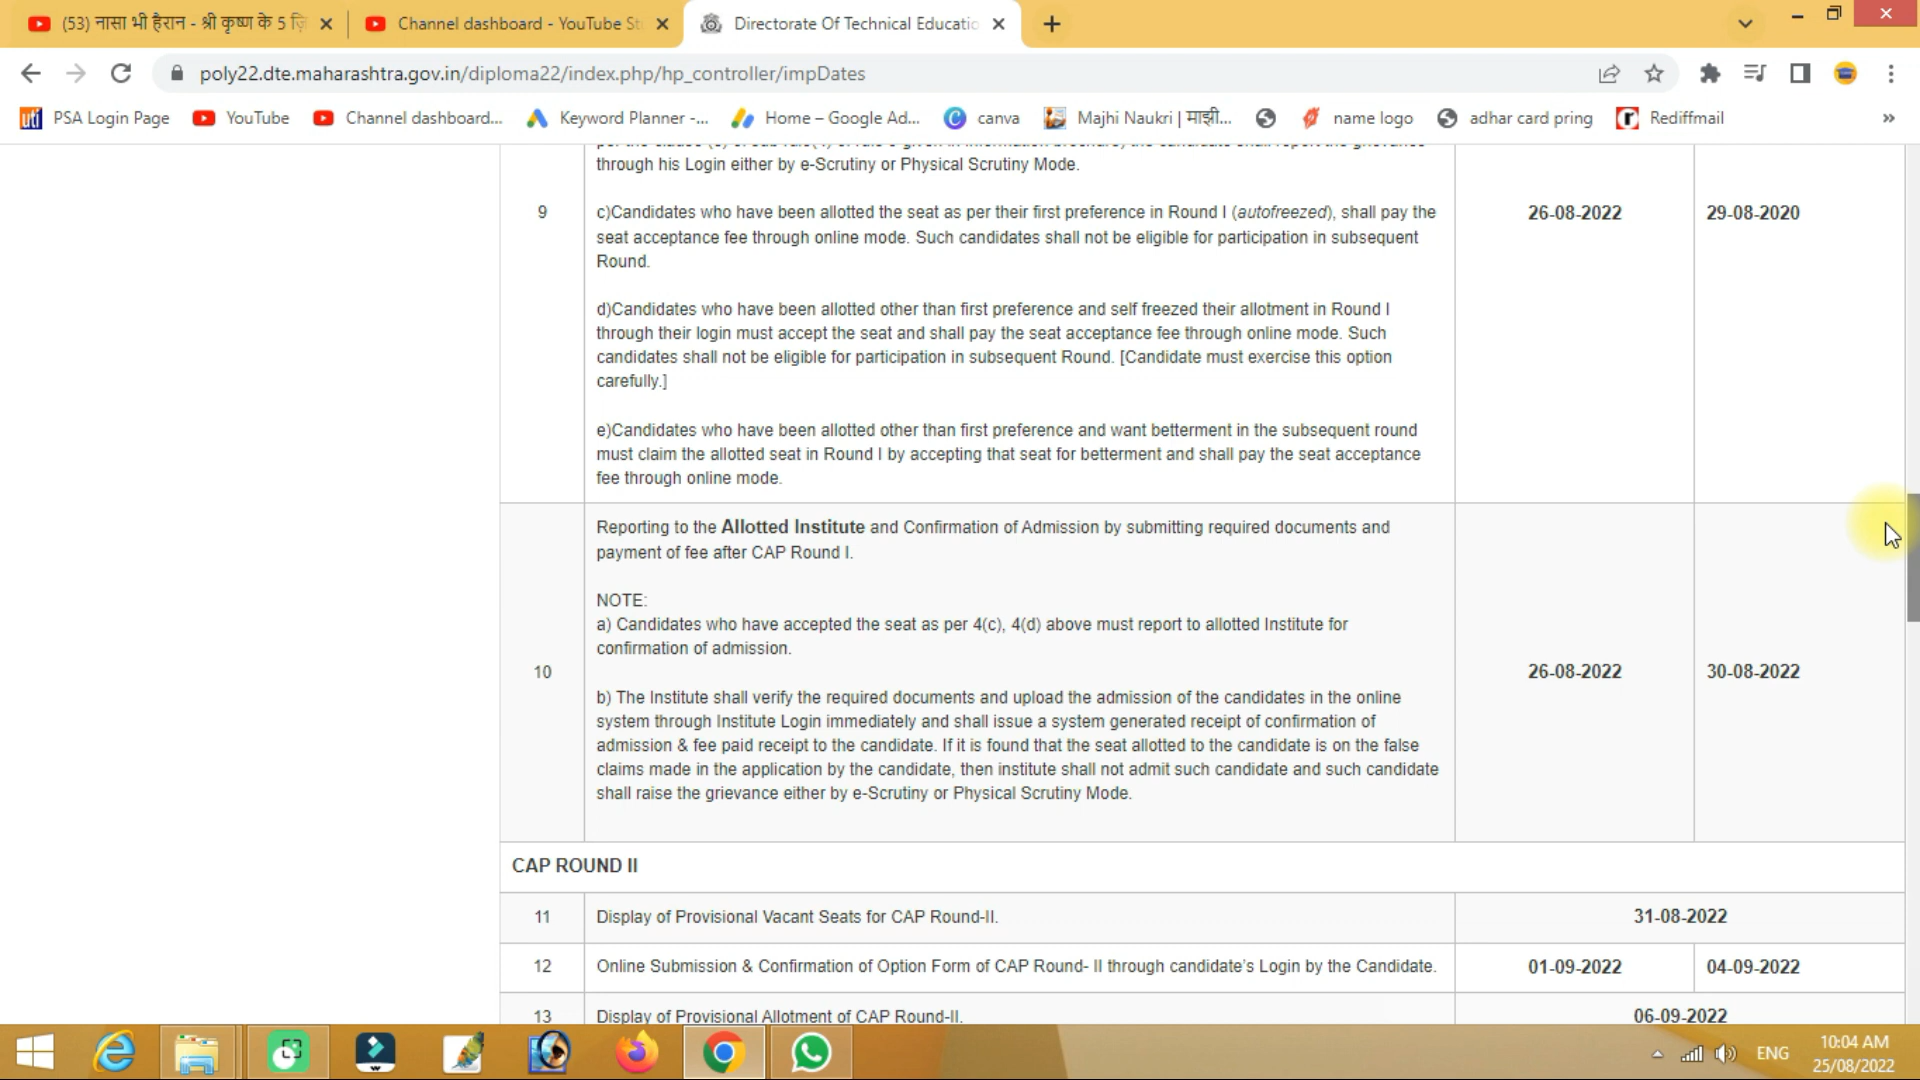 (53) नासा भी हैरान - श्री कृष्ण के 5 ज़ि
Channel dashboard - YouTube St
Directorate Of Technical Educatio
poly22.dte.maharashtra.gov.in/diploma22/index.php/hp_controller/impDates
uti PSA Login Page
YouTube
Channel dashboard...
Keyword Planner -...
Home – Google Ad...
C canva
Majhi Naukri | माझी...
name logo
adhar card pring
r Rediffmail
»
through his Login either by e-Scrutiny or Physical Scrutiny Mode.
9
c)Candidates who have been allotted the seat as per their first preference in Round I (autofreezed), shall pay the
seat acceptance fee through online mode. Such candidates shall not be eligible for participation in subsequent
Round.
26-08-2022
29-08-2020
d)Candidates who have been allotted other than first preference and self freezed their allotment in Round I
through their login must accept the seat and shall pay the seat acceptance fee through online mode. Such
candidates shall not be eligible for participation in subsequent Round. [Candidate must exercise this option
carefully.]
e)Candidates who have been allotted other than first preference and want betterment in the subsequent round
must claim the allotted seat in Round I by accepting that seat for betterment and shall pay the seat acceptance
fee through online mode.
10
Reporting to the Allotted Institute and Confirmation of Admission by submitting required documents and
payment of fee after CAP Round I.
NOTE:
a) Candidates who have accepted the seat as per 4(c), 4(d) above must report to allotted Institute for
confirmation of admission.
b) The Institute shall verify the required documents and upload the admission of the candidates in the online
system through Institute Login immediately and shall issue a system generated receipt of confirmation of
admission & fee paid receipt to the candidate. If it is found that the seat allotted to the candidate is on the false
claims made in the application by the candidate, then institute shall not admit such candidate and such candidate
shall raise the grievance either by e-Scrutiny or Physical Scrutiny Mode.
26-08-2022
30-08-2022
CAP ROUND II
11
Display of Provisional Vacant Seats for CAP Round-II.
31-08-2022
12
Online Submission & Confirmation of Option Form of CAP Round- II through candidate's Login by the Candidate.
01-09-2022
04-09-2022
13
Display of Provisional Allotment of CAP Round-II.
06-09-2022
ENG
10:04 AM
25/08/2022